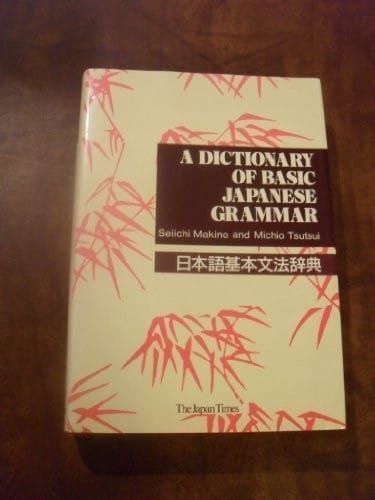 A DICTIONARY
OF BASIC
JAPANESE
GRAMMAR
Seiichi Makino and Michio Tsutsui
日本語基本文法辞典
The Japan Times